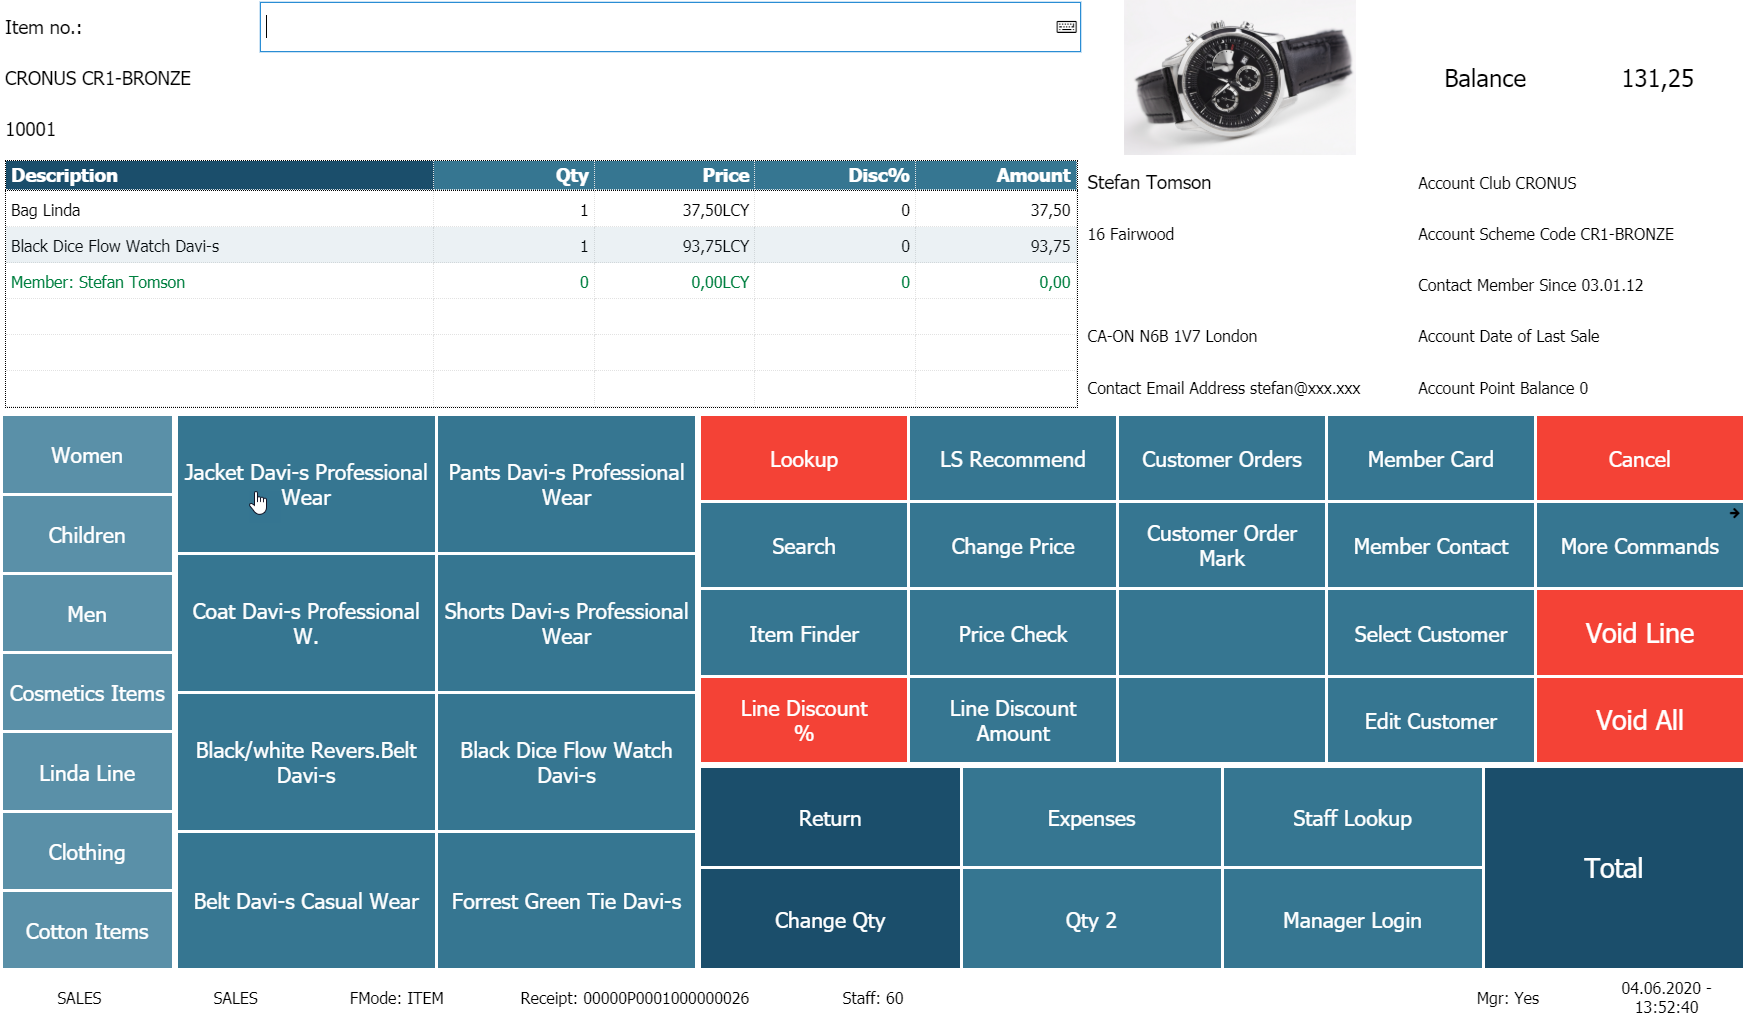 Item no.:
CRONUS CR1-BRONZE
10001
Balance 131,25
Description Qty Price Disc% Amount
Bag Linda 1 37,50LCY 0 37,50
Black Dice Flow Watch Davi-s 1 93,75LCY 0 93,75
Member: Stefan Tomson 0 0,00LCY 0 0,00
Stefan Tomson
Account Club CRONUS
16 Fairwood
Account Scheme Code CR1-BRONZE
Contact Member Since 03.01.12
CA-ON N6B 1V7 London
Account Date of Last Sale
Contact Email Address stefan@xxx.xxx
Account Point Balance 0
Women
Children
Men
Cosmetics Items
Linda Line
Clothing
Cotton Items
Jacket Davi-s Professional
Wear
Pants Davi-s Professional
Wear
Coat Davi-s Professional
W.
Shorts Davi-s Professional
Wear
Black/white Revers.Belt
Davi-s
Black Dice Flow Watch
Davi-s
Belt Davi-s Casual Wear
Forrest Green Tie Davi-s
Lookup
LS Recommend
Customer Orders
Member Card
Cancel
Search
Change Price
Customer Order
Mark
Member Contact
More Commands
Item Finder
Price Check
Select Customer
Void Line
Line Discount
%
Line Discount
Amount
Edit Customer
Void All
Return
Expenses
Staff Lookup
Total
Change Qty
Qty 2
Manager Login
SALES
SALES
FMode: ITEM
Receipt: 00000P0001000000026
Staff: 60
Mgr: Yes
04.06.2020 -
13:52:40